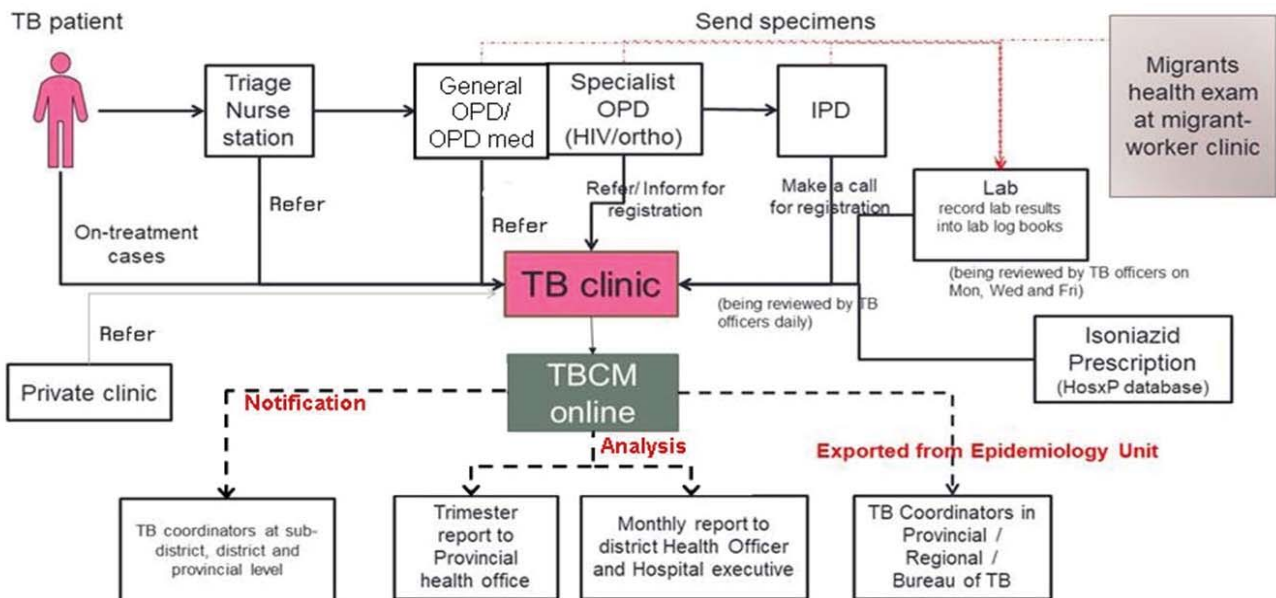 TB patient
Send specimens
Triage
Nurse
station
General
OPD/
OPD med
Specialist
OPD
(HIV/ortho)
IPD
Migrants
health exam
at migrant-
worker clinic
Lab
record lab results
into lab log books
(being reviewed by TB officers on
Mon, Wed and Fri)
On-treatment
cases
Refer
Refer
Refer/ Inform for
registration
Make a call
for registration
TB clinic
(being reviewed by TB
officers daily)
Isoniazid
Prescription
(HosxP database)
Refer
Private clinic
TBCM
online
Notification
Analysis
Exported from Epidemiology Unit
TB coordinators at sub-
district, district and
provincial level
Trimester
report to
Provincial
health office
Monthly report to
district Health Officer
and Hospital executive
TB Coordinators in
Provincial /
Regional /
Bureau of TB